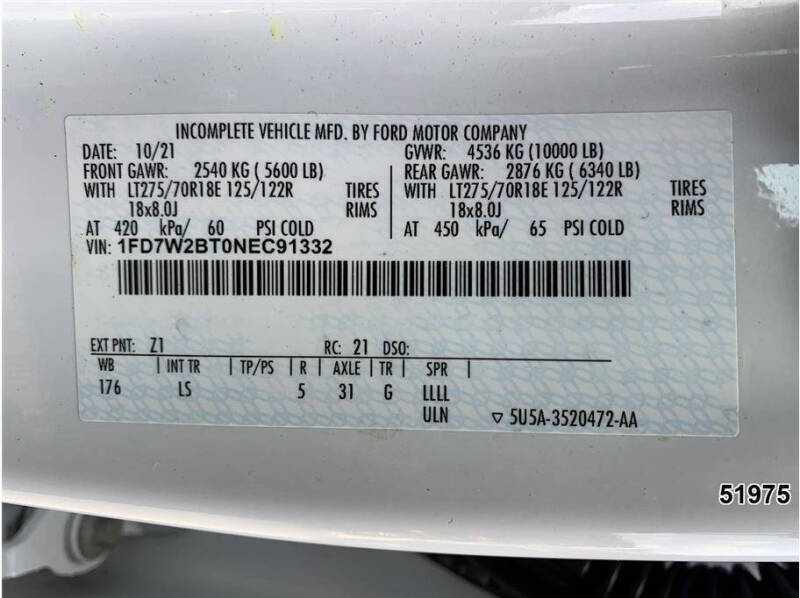 INCOMPLETE VEHICLE MFD. BY FORD MOTOR COMPANY
DATE: 10/21 GVWR: 4536 KG (10000 LB)
FRONT GAWR: 2540 KG ( 5600 LB) REAR GAWR: 2876 KG ( 6340 LB)
WITH LT275/70R18E 125/122R TIRES WITH LT275/70R18E 125/122R TIRES
18x8.0J RIMS 18x8.0J RIMS
AT 420 kPa/ 60 PSI COLD AT 450 kPa/ 65 PSI COLD
VIN: 1FD7W2BT0NEC91332
EXT PNT: Z1 RC: 21 DSO:
WB INT TR TP/PS R AXLE TR SPR
176 LS 5 31 G LLLL
ULN ▽ 5U5A-3520472-AA
51975